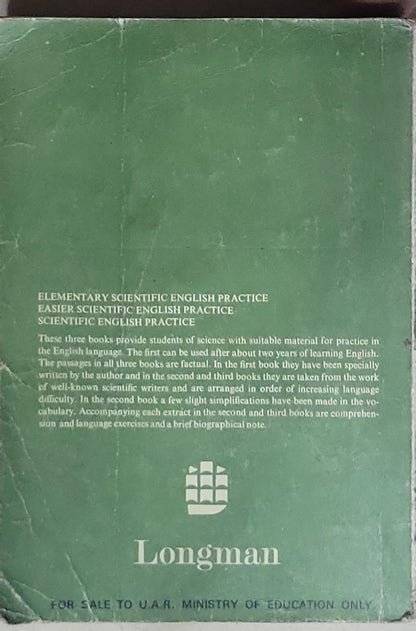 ELEMENTARY SCIENTIFIC ENGLISH PRACTICE
EASIER SCIENTIFIC ENGLISH PRACTICE
SCIENTIFIC ENGLISH PRACTICE
These three books provide students of science with suitable material for practice in
the English language. The first can be used after about two years of learning English.
The passages in all three books are factual. In the first book they have been specially
written by the author and in the second and third books they are taken from the work
of well-known scientific writers and are arranged in order of increasing language
difficulty. In the second book a few slight simplifications have been made in the vo-
cabulary. Accompanying each extract in the second and third books are comprehen-
sion and language exercises and a brief biographical note.
Longman
FOR SALE TO U.A.R. MINISTRY OF EDUCATION ONLY